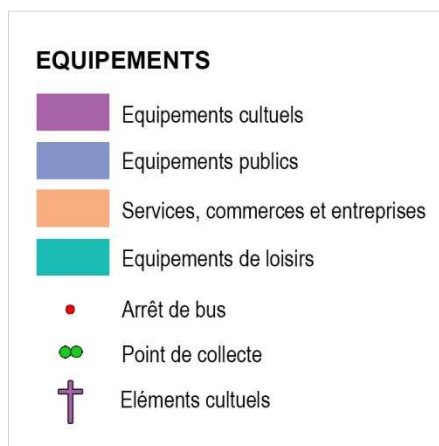 EQUIPEMENTS
Equipements cultuels
Equipements publics
Services, commerces et entreprises
Equipements de loisirs
Arrêt de bus
Point de collecte
Eléments cultuels